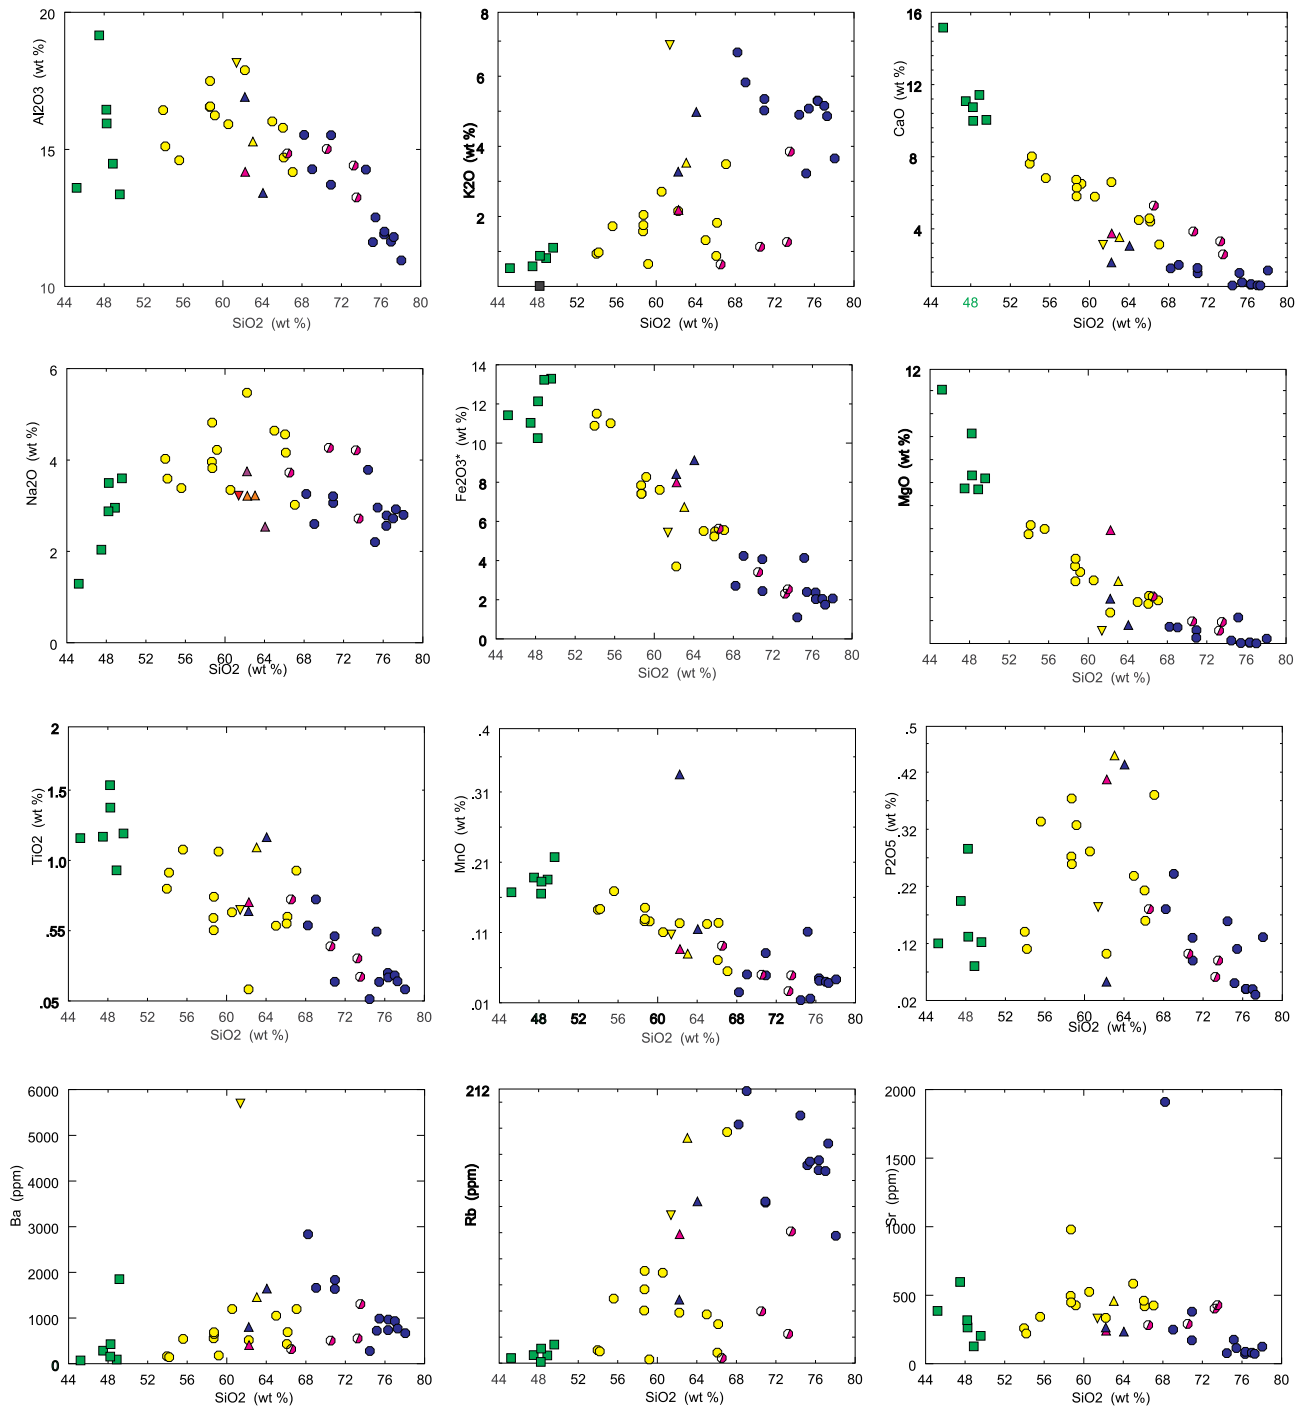 20
15
10
44 48 52 56 60 64 68 72 76 80
Al2O3 (wt %)
SiO2 (wt %)
8
6
4
2
44 48 52 56 60 64 68 72 76 80
K2O (wt %)
SiO2 (wt %)
16
12
8
4
44 48 52 56 60 64 68 72 76 80
CaO (wt %)
SiO2 (wt %)
6
4
2
0
44 48 52 56 60 64 68 72 76 80
Na2O (wt %)
SiO2 (wt %)
14
12
10
8
6
4
2
0
44 48 52 56 60 64 68 72 76 80
Fe2O3* (wt %)
SiO2 (wt %)
12
44 48 52 56 60 64 68 72 76 80
MgO (wt %)
SiO2 (wt %)
2
1.5
1.0
.55
.05
44 48 52 56 60 64 68 72 76 80
TiO2 (wt %)
SiO2 (wt %)
.4
.31
.21
.11
.01
44 48 52 56 60 64 68 72 76 80
MnO (wt %)
SiO2 (wt %)
.5
.42
.32
.22
.12
.02
44 48 52 56 60 64 68 72 76 80
P2O5 (wt %)
SiO2 (wt %)
6000
5000
4000
3000
2000
1000
0
44 48 52 56 60 64 68 72 76 80
Ba (ppm)
SiO2 (wt %)
212
44 48 52 56 60 64 68 72 76 80
Rb (ppm)
SiO2 (wt %)
2000
1500
1000
500
0
44 48 52 56 60 64 68 72 76 80
Sr (ppm)
SiO2 (wt %)